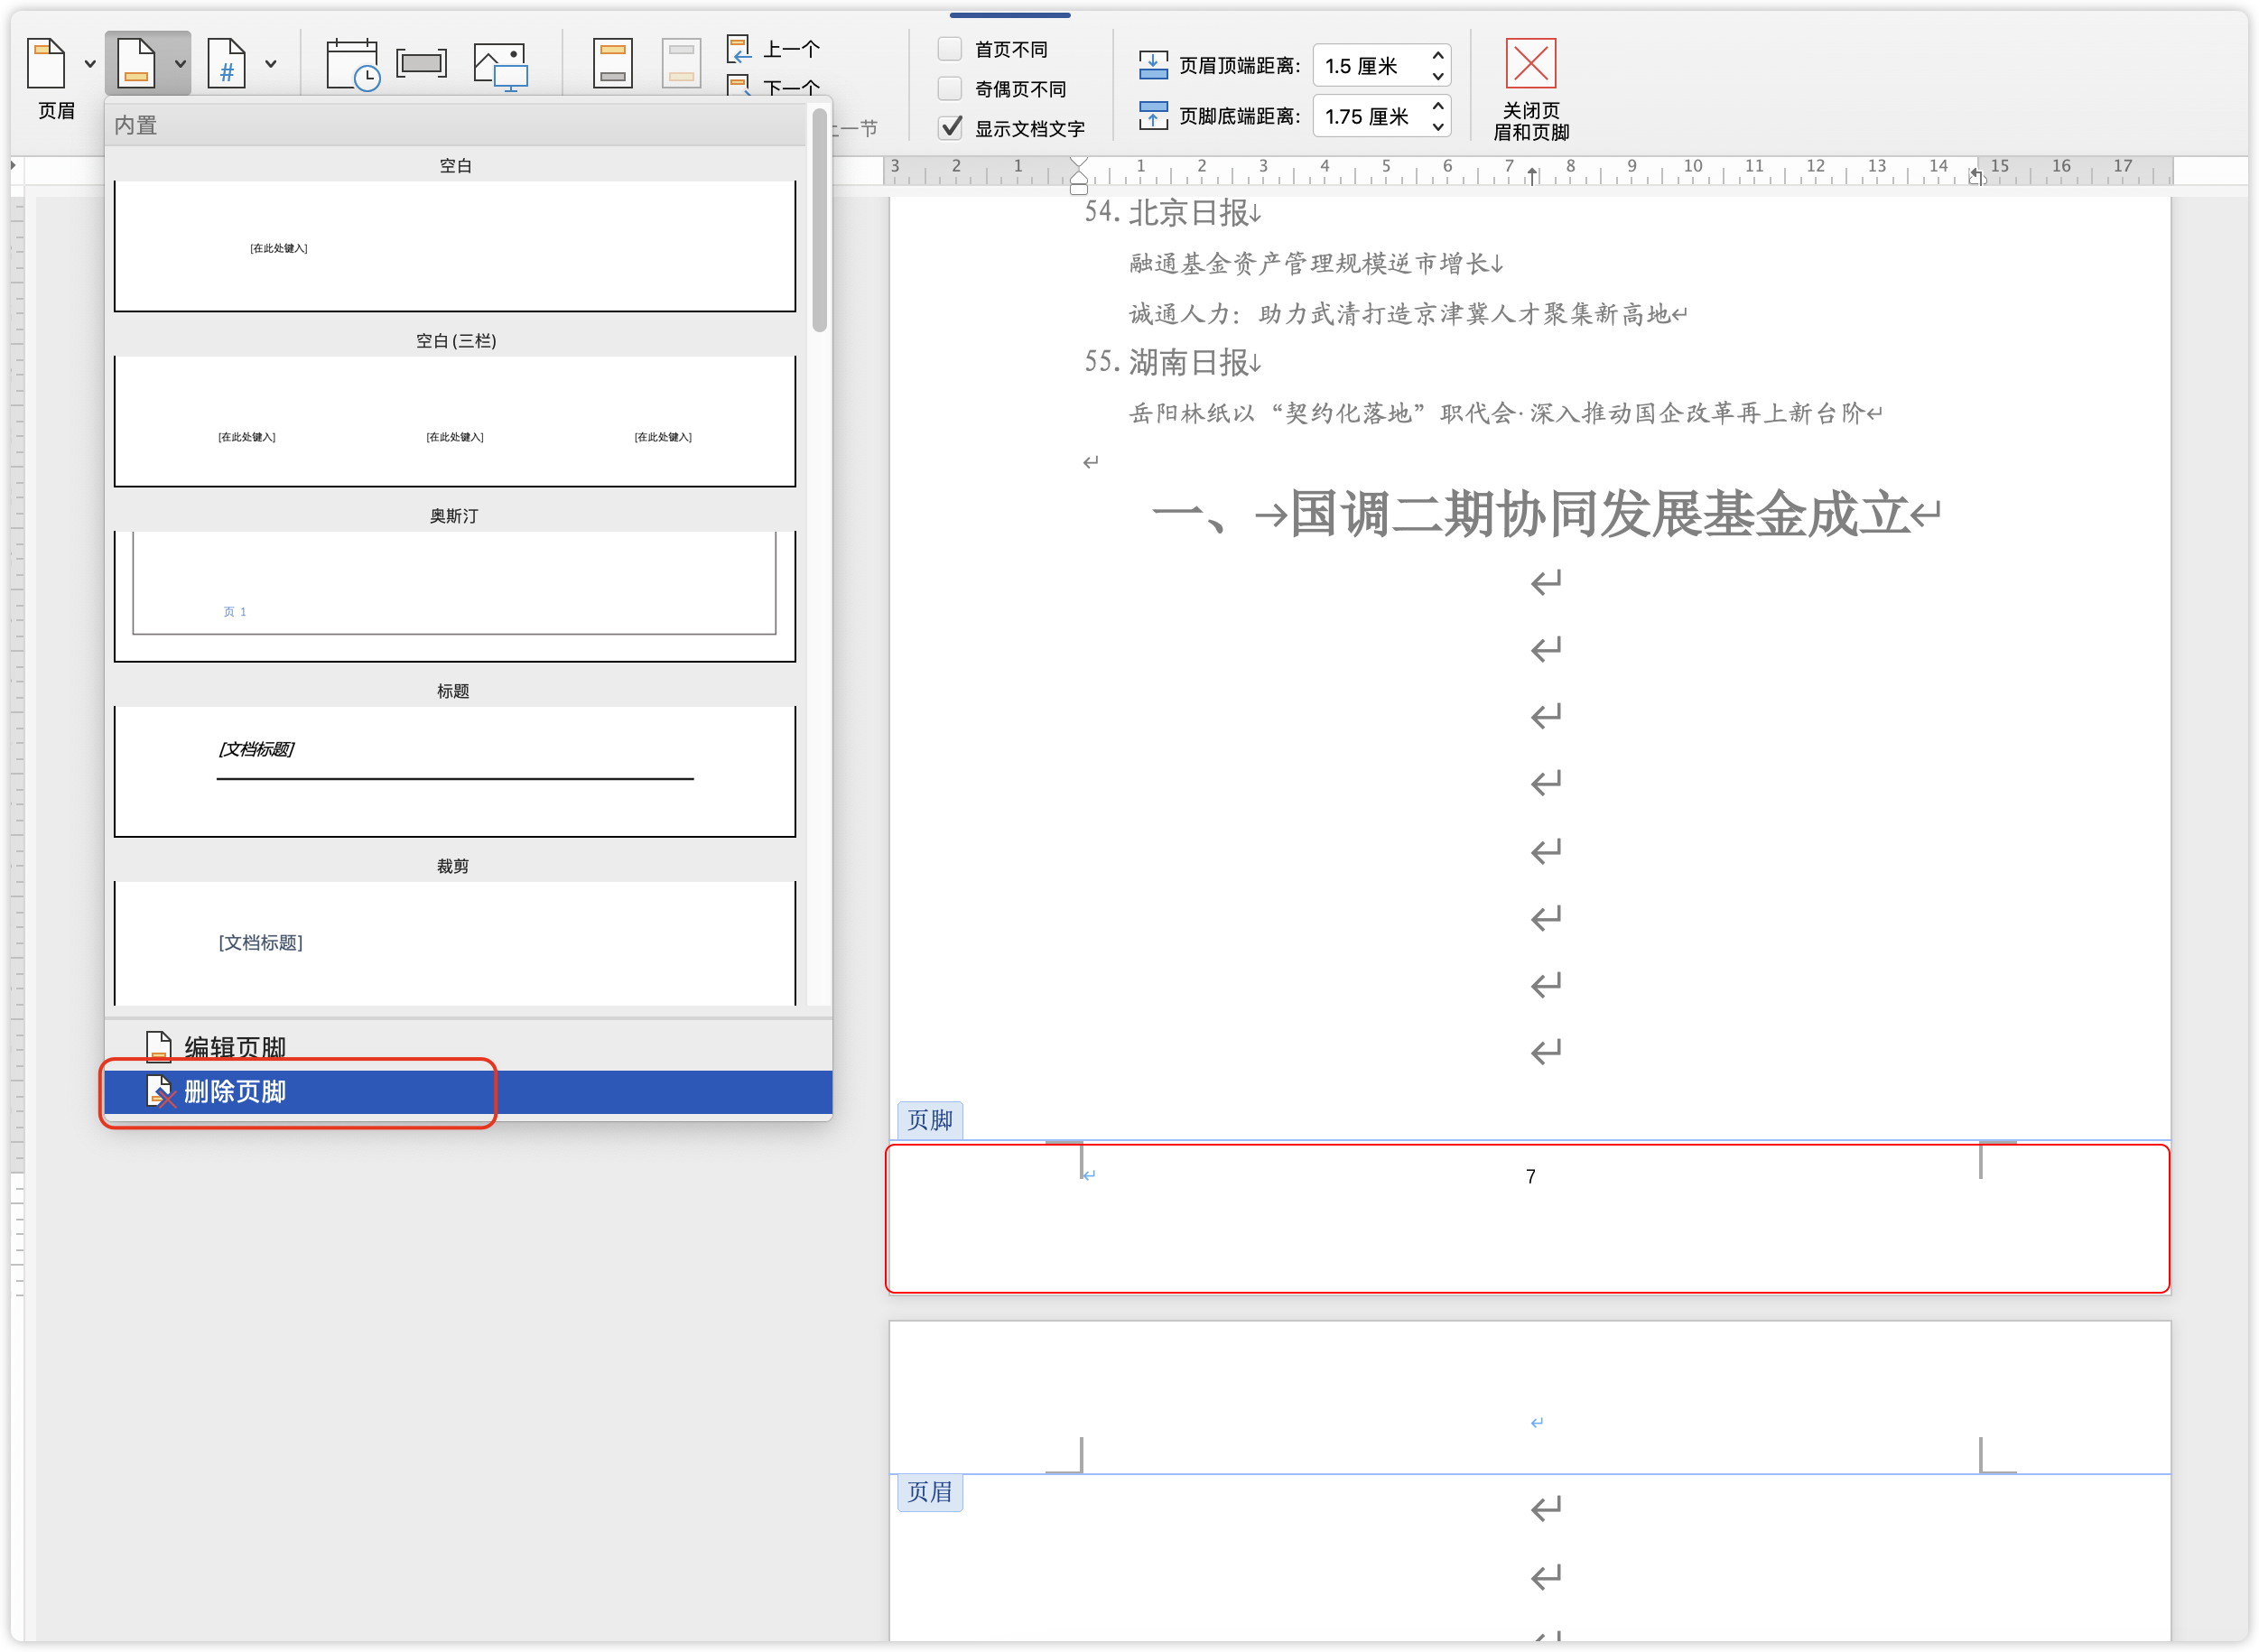 页眉
#
上一个
下一个
上一节
首页不同
奇偶页不同
显示文档文字
页眉顶端距离: 1.5 厘米
页脚底端距离: 1.75 厘米
关闭页
眉和页脚
内置
空白
[在此处键入]
空白 (三栏)
[在此处键入] [在此处键入] [在此处键入]
奥斯汀
页 1
标题
[文档标题]
裁剪
[文档标题]
编辑页脚
删除页脚
3 2 1 1 2 3 4 5 6 7 8 9 10 11 12 13 14 15 16 17
54. 北京日报↓
融通基金资产管理规模逆市增长↓
诚通人力：助力武清打造京津冀人才聚集新高地↵
55. 湖南日报↓
岳阳林纸以“契约化落地”职代会·深入推动国企改革再上新台阶↵
↵
一、→国调二期协同发展基金成立↵
↵
↵
↵
↵
↵
↵
↵
↵
页脚
↵ 7
↵
页眉
↵
↵